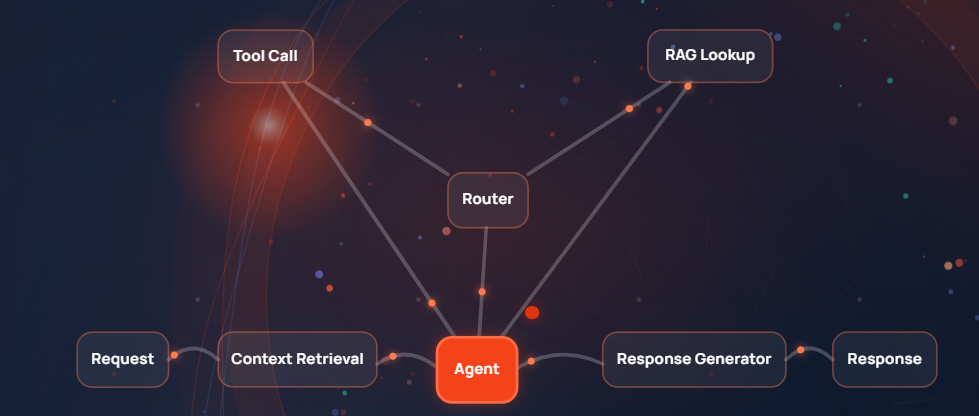 Tool Call
RAG Lookup
Router
Request
Context Retrieval
Agent
Response Generator
Response